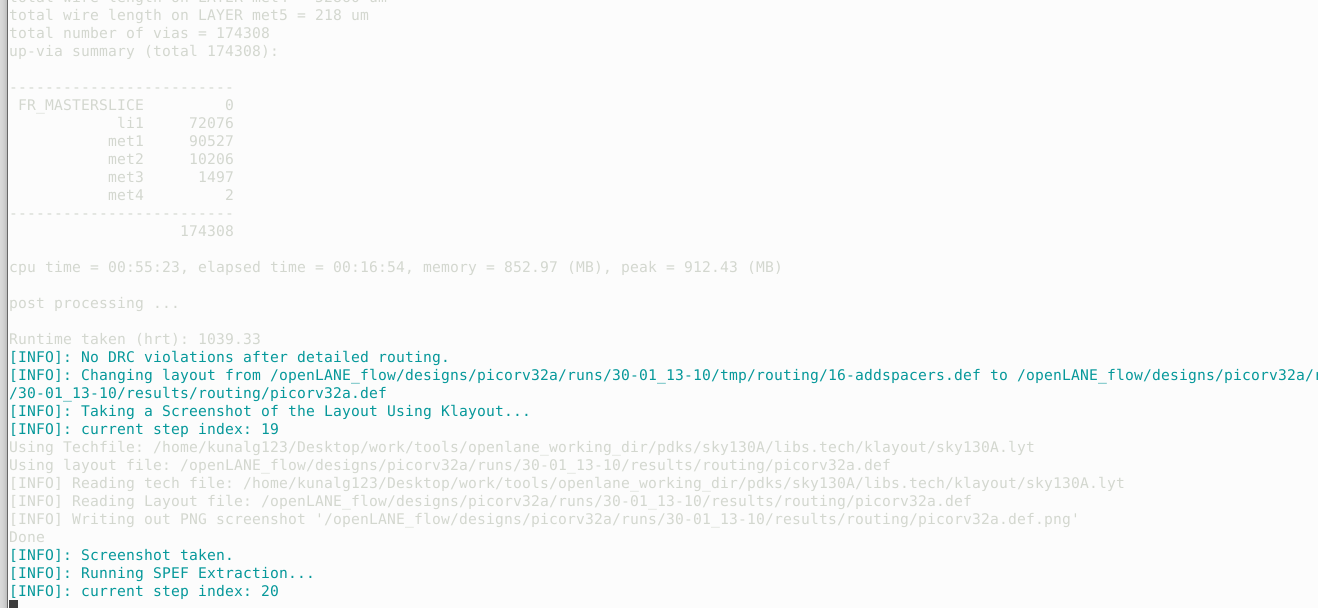 total wire length on LAYER met5 = 218 um
total number of vias = 174308
up-via summary (total 174308):
-------------------------
FR_MASTERSLICE 0
li1 72076
met1 90527
met2 10206
met3 1497
met4 2
-------------------------
174308
cpu time = 00:55:23, elapsed time = 00:16:54, memory = 852.97 (MB), peak = 912.43 (MB)
post processing ...
Runtime taken (hrt): 1039.33
[INFO]: No DRC violations after detailed routing.
[INFO]: Changing layout from /openLANE_flow/designs/picorv32a/runs/30-01_13-10/tmp/routing/16-addspacers.def to /openLANE_flow/designs/picorv32a/r
/30-01_13-10/results/routing/picorv32a.def
[INFO]: Taking a Screenshot of the Layout Using Klayout...
[INFO]: current step index: 19
Using Techfile: /home/kunalg123/Desktop/work/tools/openlane_working_dir/pdks/sky130A/libs.tech/klayout/sky130A.lyt
Using layout file: /openLANE_flow/designs/picorv32a/runs/30-01_13-10/results/routing/picorv32a.def
[INFO] Reading tech file: /home/kunalg123/Desktop/work/tools/openlane_working_dir/pdks/sky130A/libs.tech/klayout/sky130A.lyt
[INFO] Reading Layout file: /openLANE_flow/designs/picorv32a/runs/30-01_13-10/results/routing/picorv32a.def
[INFO] Writing out PNG screenshot '/openLANE_flow/designs/picorv32a/runs/30-01_13-10/results/routing/picorv32a.def.png'
Done
[INFO]: Screenshot taken.
[INFO]: Running SPEF Extraction...
[INFO]: current step index: 20